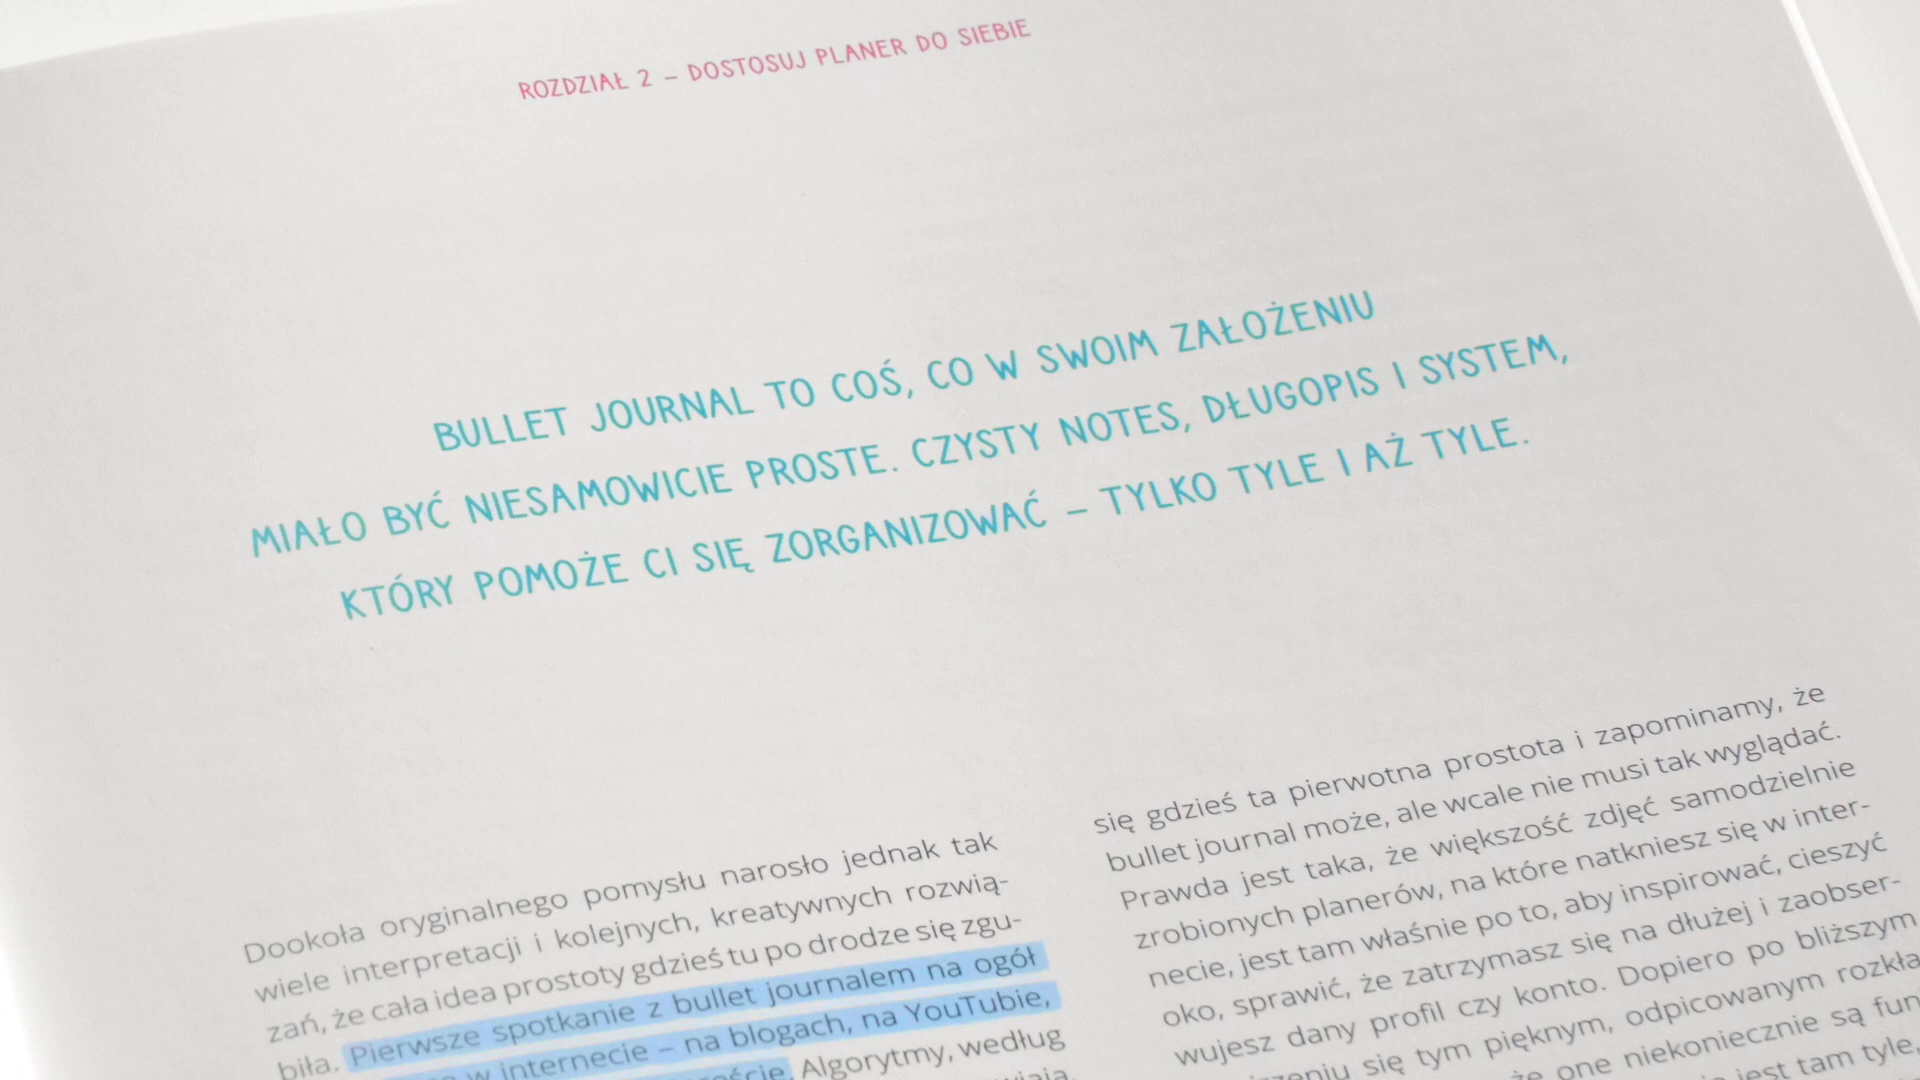 ROZDZIAŁ 2 – DOSTOSUJ PLANER DO SIEBIE
BULLET JOURNAL TO COŚ, CO W SWOIM ZAŁOŻENIU
MIAŁO BYĆ NIESAMOWICIE PROSTE. CZYSTY NOTES, DŁUGOPIS I SYSTEM,
KTÓRY POMOŻE CI SIĘ ZORGANIZOWAĆ – TYLKO TYLE I AŻ TYLE.
Dookoła oryginalnego pomysłu narosło jednak tak
wiele interpretacji i kolejnych, kreatywnych rozwią-
zań, że cała idea prostoty gdzieś tu po drodze się zgu-
biła. Pierwsze spotkanie z bullet journalem na ogół
w internecie – na blogach, na YouTubie,
Algorytmy, według
się gdzieś ta pierwotna prostota i zapominamy, że
bullet journal może, ale wcale nie musi tak wyglądać.
Prawda jest taka, że większość zdjęć samodzielnie
zrobionych planerów, na które natkniesz się w inter-
necie, jest tam właśnie po to, aby inspirować, cieszyć
oko, sprawić, że zatrzymasz się na dłużej i zaobser-
wujesz dany profil czy konto. Dopiero po bliższym
się tym pięknym, odpicowanym
że one niekoniecznie są
jest tam tyle,